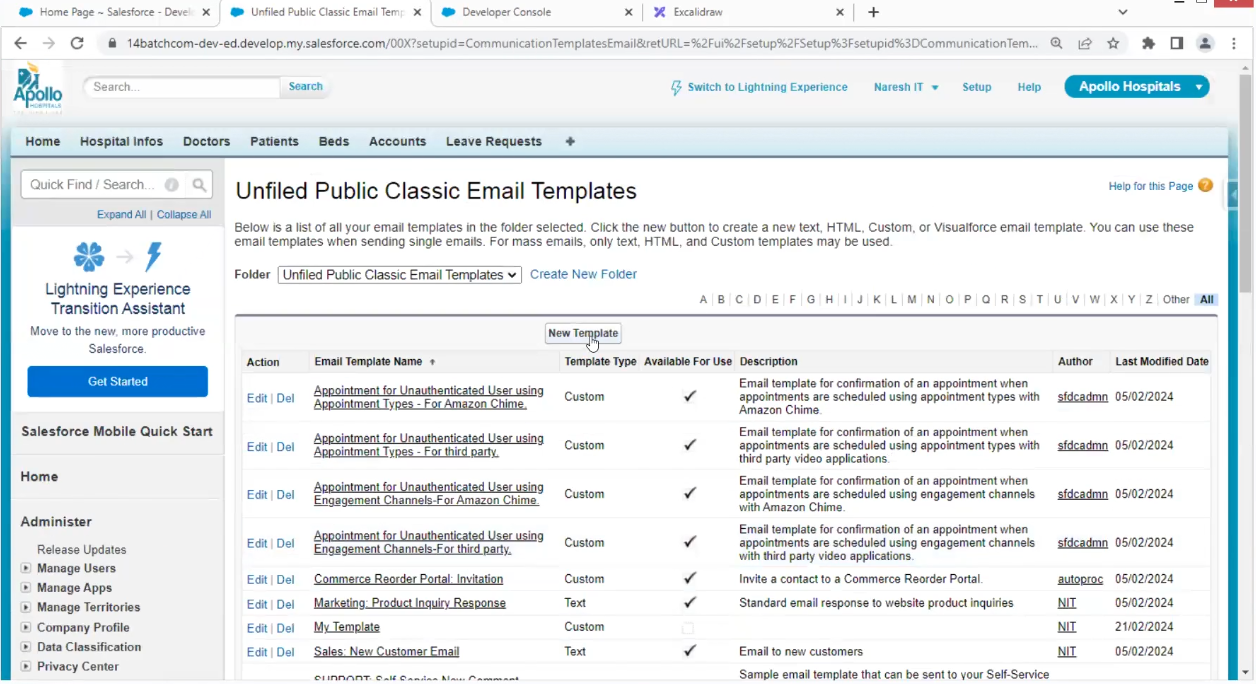 Home Page ~ Salesforce - Devel
Unfiled Public Classic Email Temp
Developer Console
Excalidraw
14batchcom-dev-ed.develop.my.salesforce.com/00X?setupid=CommunicationTemplatesEmail&retURL=%2Fui%2Fsetup%2FSetup%3Fsetupid%3DCommunicationTem...
Apollo
HOSPITALS
Search...
Search
Switch to Lightning Experience
Naresh IT
Setup
Help
Apollo Hospitals
Home Hospital Infos Doctors Patients Beds Accounts Leave Requests +
Quick Find / Search...
Expand All | Collapse All
Lightning Experience
Transition Assistant
Move to the new, more productive
Salesforce.
Get Started
Salesforce Mobile Quick Start
Home
Administer
Release Updates
Manage Users
Manage Apps
Manage Territories
Company Profile
Data Classification
Privacy Center
Unfiled Public Classic Email Templates
Help for this Page ?
Below is a list of all your email templates in the folder selected. Click the new button to create a new text, HTML, Custom, or Visualforce email template. You can use these
email templates when sending single emails. For mass emails, only text, HTML, and Custom templates may be used.
Folder Unfiled Public Classic Email Templates Create New Folder
A | B | C | D | E | F | G | H | I | J | K | L | M | N | O | P | Q | R | S | T | U | V | W | X | Y | Z | Other All
New Template
Action Email Template Name Template Type Available For Use Description Author Last Modified Date
Edit | Del Appointment for Unauthenticated User using
Appointment Types - For Amazon Chime. Custom ✓ Email template for confirmation of an appointment when
appointments are scheduled using appointment types with
Amazon Chime. sfdcadmn 05/02/2024
Edit | Del Appointment for Unauthenticated User using
Appointment Types - For third party. Custom ✓ Email template for confirmation of an appointment when
appointments are scheduled using appointment types with
third party video applications. sfdcadmn 05/02/2024
Edit | Del Appointment for Unauthenticated User using
Engagement Channels-For Amazon Chime. Custom ✓ Email template for confirmation of an appointment when
appointments are scheduled using engagement channels
with Amazon Chime. sfdcadmn 05/02/2024
Edit | Del Appointment for Unauthenticated User using
Engagement Channels-For third party. Custom ✓ Email template for confirmation of an appointment when
appointments are scheduled using engagement channels
with third party video applications. sfdcadmn 05/02/2024
Edit | Del Commerce Reorder Portal: Invitation Custom ✓ Invite a contact to a Commerce Reorder Portal. autoproc 05/02/2024
Edit | Del Marketing: Product Inquiry Response Text ✓ Standard email response to website product inquiries NIT 05/02/2024
Edit | Del My Template Custom NIT 21/02/2024
Edit | Del Sales: New Customer Email Text ✓ Email to new customers NIT 05/02/2024
SUPPORT: Self-Service New Comment Sample email template that can be sent to your Self-Service